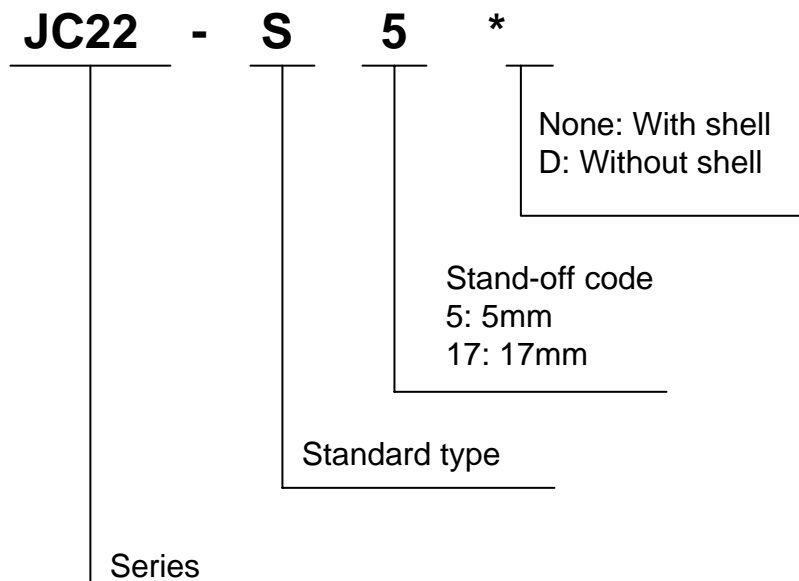 JC22 - S 5 *
None: With shell
D: Without shell
Stand-off code
5: 5mm
17: 17mm
Standard type
Series